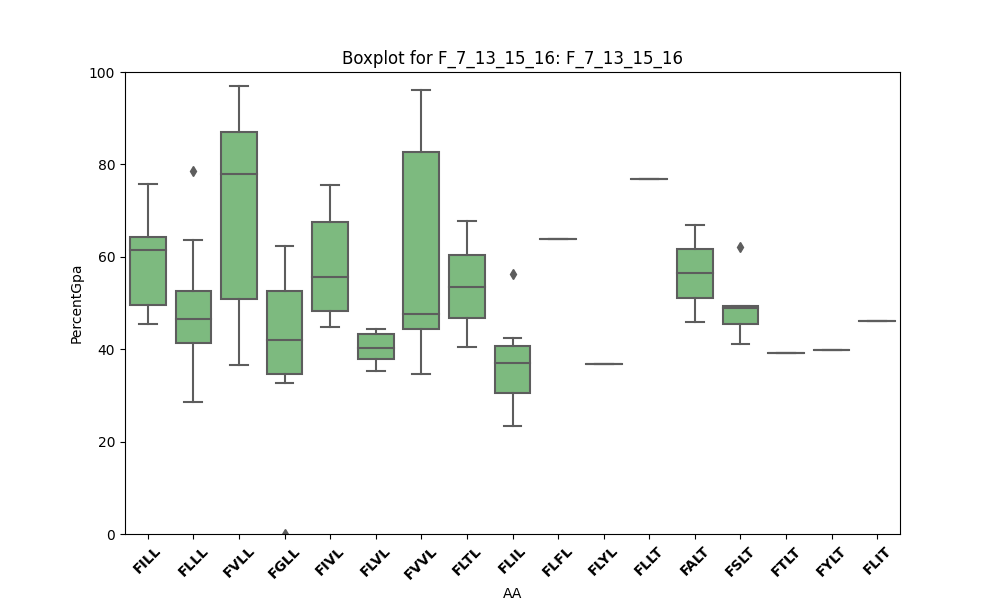 Boxplot for F_7_13_15_16: F_7_13_15_16
100
80
60
40
20
0
PercentGpa
FILL FLLL FVLL FGLL FIVL FLVL FVVL FLTL FLIL FLFL FLYL FLLT FALT FSLT FTLT FYLT FLIT
AA